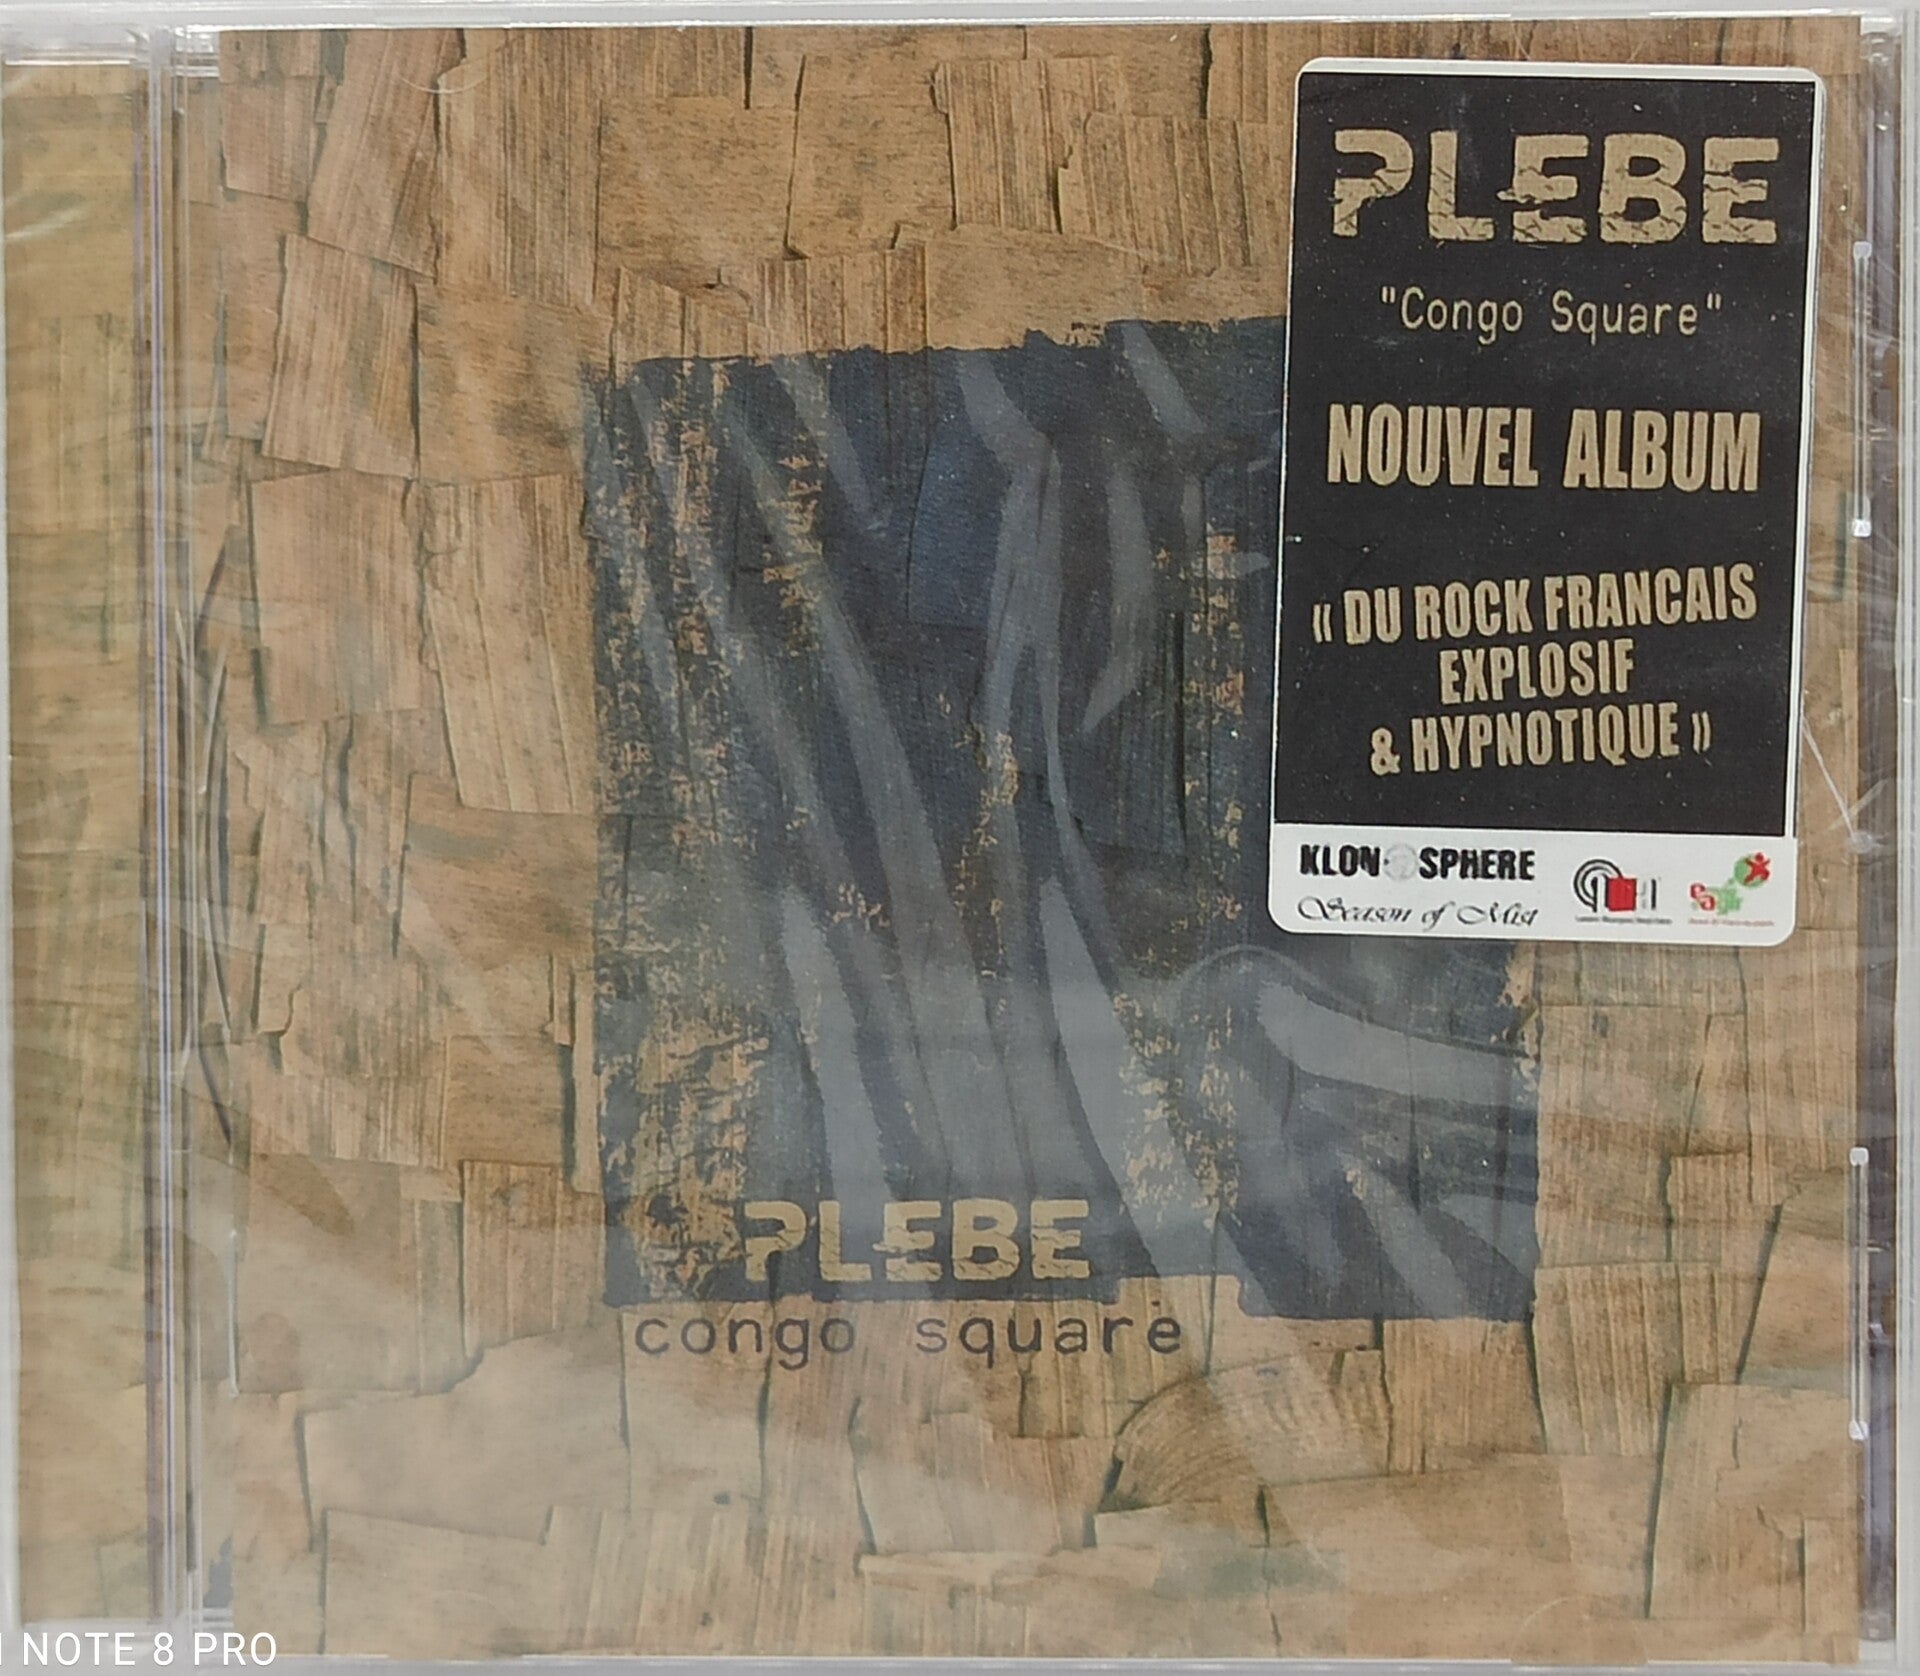 PLEBE
"Congo Square"
NOUVEL ALBUM
« DU ROCK FRANCAIS
EXPLOSIF
& HYPNOTIQUE »
KLONOSPHERE
Season of Mist
PLEBE
congo square
NOTE 8 PRO